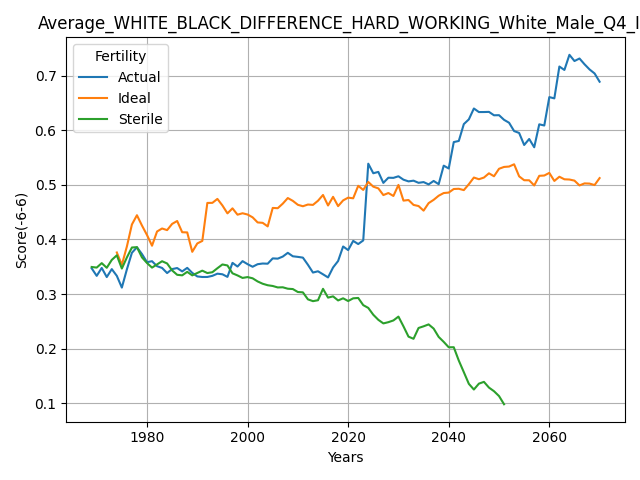 Average_WHITE_BLACK_DIFFERENCE_HARD_WORKING_White_Male_Q4_I
Fertility
Actual
Ideal
Sterile
Score(-6-6)
0.7
0.6
0.5
0.4
0.3
0.2
0.1
1980 2000 2020 2040 2060
Years